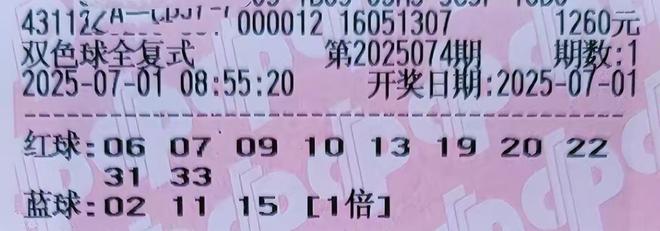 000012 16051307 1260元
双色球全复式 第2025074期 期数:1
2025-07-01 08:55:20 开奖日期:2025-07-01
红球:06 07 09 10 13 19 20 22
31 33
蓝球:02 11 15 [1倍]